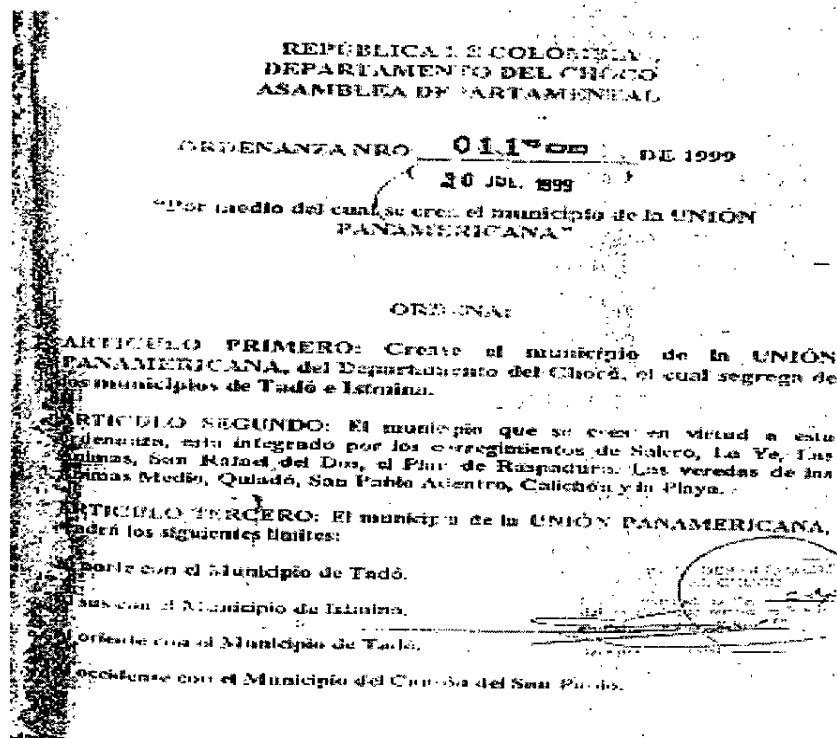 REPÚBLICA DE COLOMBIA
DEPARTAMENTO DEL CHOCO
ASAMBLEA DEPARTAMENTAL
ORDENANZA NRO 011 DE 1999
30 JUL. 1999
"Por medio del cual se crea el municipio de la UNIÓN
PANAMERICANA"
ORDENA:
ARTICULO PRIMERO: Créase el municipio de la UNIÓN
PANAMERICANA, del Departamento del Chocó, el cual segrega de
los municipios de Tadó e Istmina.
ARTICULO SEGUNDO: El municipio que se crea en virtud a esta
ordenanza, esta integrado por los corregimientos de Salero, La Ye, Las
Animas, San Rafael del Dos, el Plan de Raspadura. Las veredas de las
Animas Medio, Quiadó, San Pablo Adentro, Calichón y la Playa.
ARTICULO TERCERO: El municipio de la UNIÓN PANAMERICANA,
tendrá los siguientes límites:
norte con el Municipio de Tadó.
sur con el Municipio de Istmina.
oriente con el Municipio de Tadó.
occidente con el Municipio del Cantón del San Pablo.